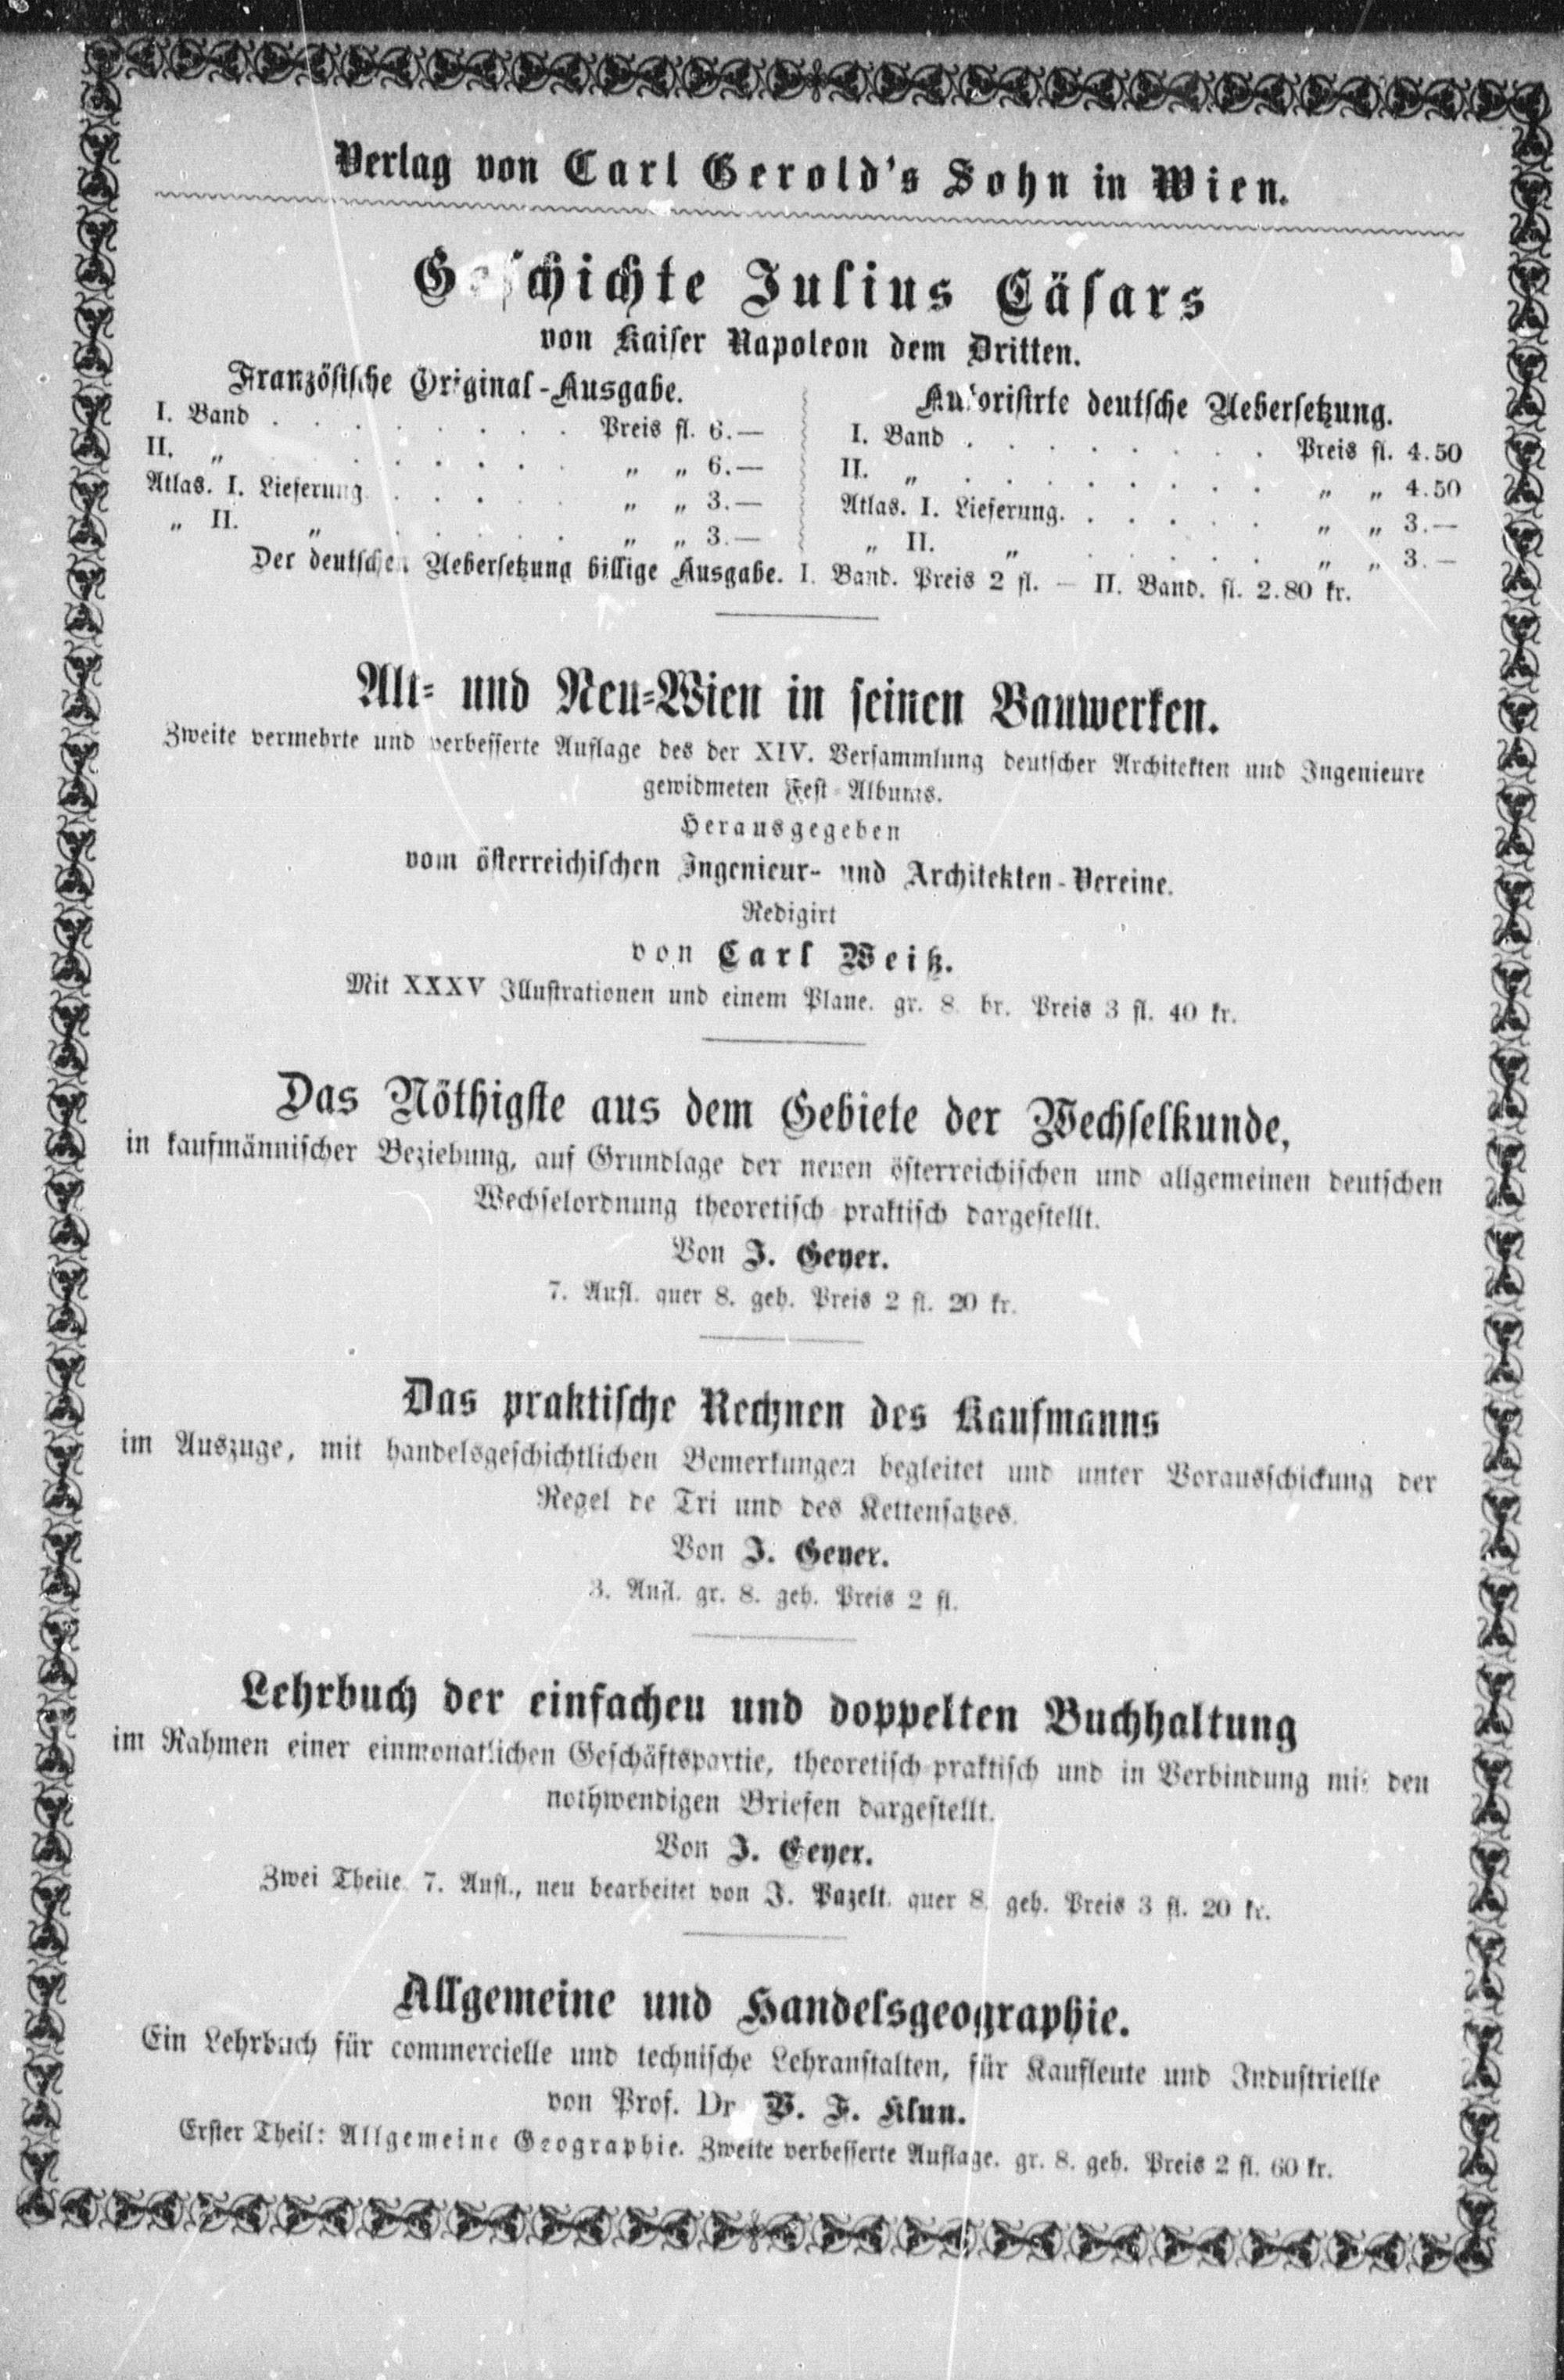 Verlag von Carl Gerold's Sohn in Wien.
Geschichte Julius Cäsars
von Kaiser Napoleon dem Dritten.
Französische Original-Ausgabe.
I. Band . . . . . . . . Preis fl. 6.—
II. „ . . . . . . „ „ 6.—
Atlas. I. Lieferung . . . . . „ „ 3.—
„ II. „ . . . . . „ „ 3.—
Autorisirte deutsche Uebersetzung.
I. Band . . . . . . . . Preis fl. 4.50
II. „ . . . . . . . . „ „ 4.50
Atlas. I. Lieferung. . . . . . „ „ 3.—
„ II. „ . . . . . „ „ 3.—
Der deutschen Uebersetzung billige Ausgabe. I. Band. Preis 2 fl. — II. Band. fl. 2.80 kr.
Alt- und Neu-Wien in seinen Bauwerken.
Zweite vermehrte und verbesserte Auflage des der XIV. Versammlung deutscher Architekten und Ingenieure
gewidmeten Fest-Albums.
Herausgegeben
vom österreichischen Ingenieur- und Architekten-Vereine.
Redigirt
von Carl Weiß.
Mit XXXV Illustrationen und einem Plane. gr. 8. br. Preis 3 fl. 40 kr.
Das Nöthigste aus dem Gebiete der Wechselkunde,
in kaufmännischer Beziehung, auf Grundlage der neuen österreichischen und allgemeinen deutschen
Wechselordnung theoretisch-praktisch dargestellt.
Von J. Geyer.
7. Aufl. quer 8. geh. Preis 2 fl. 20 kr.
Das praktische Rechnen des Kaufmanns
im Auszuge, mit handelsgeschichtlichen Bemerkungen begleitet und unter Vorausschickung der
Regel de Tri und des Kettensatzes.
Von J. Geyer.
3. Aufl. gr. 8. geh. Preis 2 fl.
Lehrbuch der einfachen und doppelten Buchhaltung
im Rahmen einer einmonatlichen Geschäftspartie, theoretisch-praktisch und in Verbindung mit den
nothwendigen Briefen dargestellt.
Von J. Geyer.
Zwei Theile. 7. Aufl., neu bearbeitet von J. Pazelt. quer 8. geh. Preis 3 fl. 20 kr.
Allgemeine und Handelsgeographie.
Ein Lehrbuch für commercielle und technische Lehranstalten, für Kaufleute und Industrielle
von Prof. Dr. V. F. Klun.
Erster Theil: Allgemeine Geographie. Zweite verbesserte Auflage. gr. 8. geh. Preis 2 fl. 60 kr.